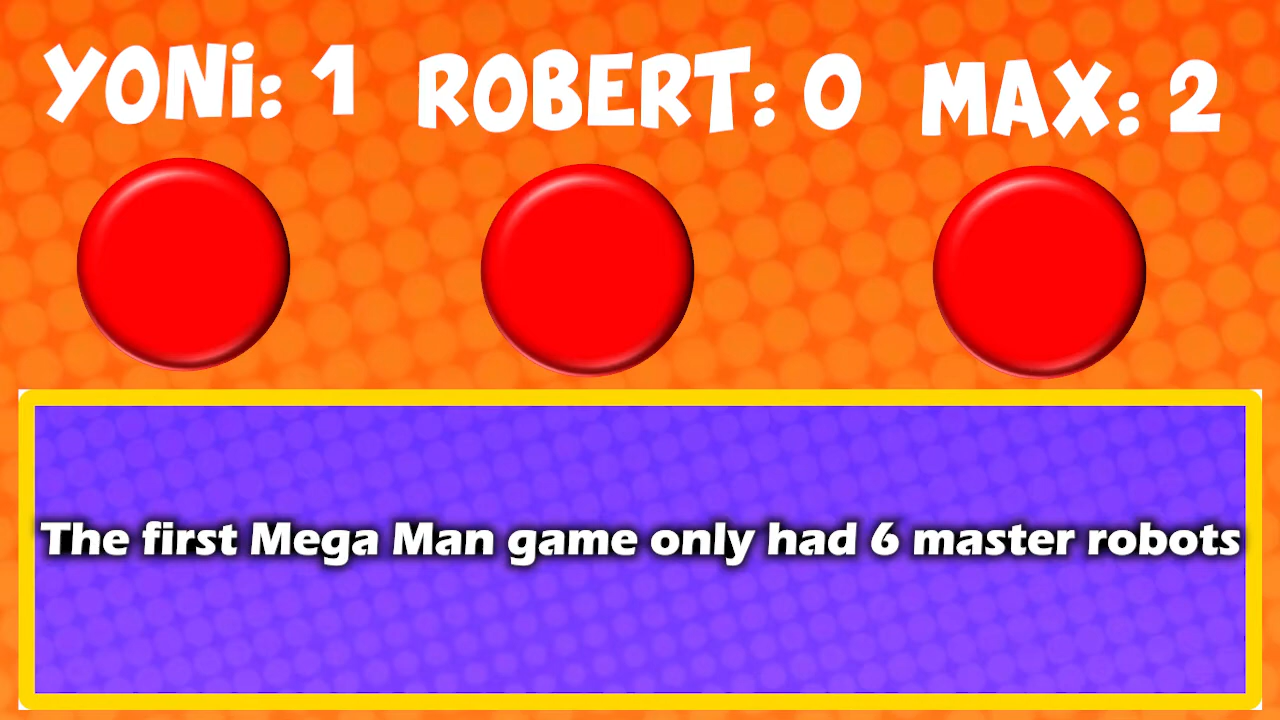 YONi: 1 ROBERT: 0 MAX: 2
The first Mega Man game only had 6 master robots